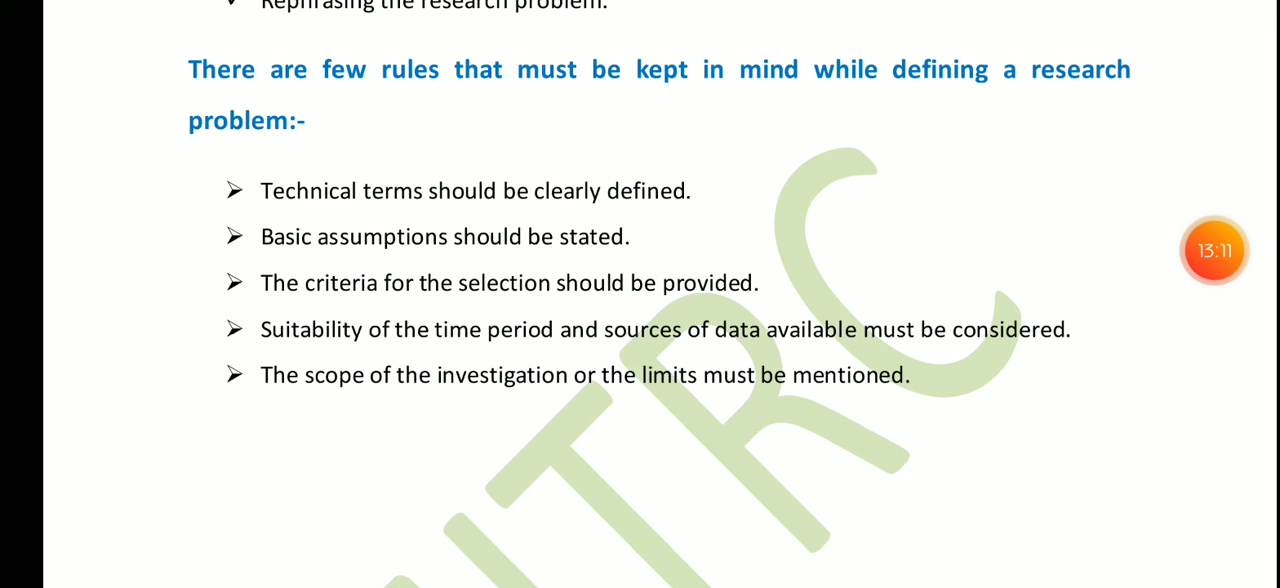 ✓ Rephrasing the research problem.
There are few rules that must be kept in mind while defining a research
problem:-
➢ Technical terms should be clearly defined.
➢ Basic assumptions should be stated.
➢ The criteria for the selection should be provided.
➢ Suitability of the time period and sources of data available must be considered.
➢ The scope of the investigation or the limits must be mentioned.
13:11
TRC